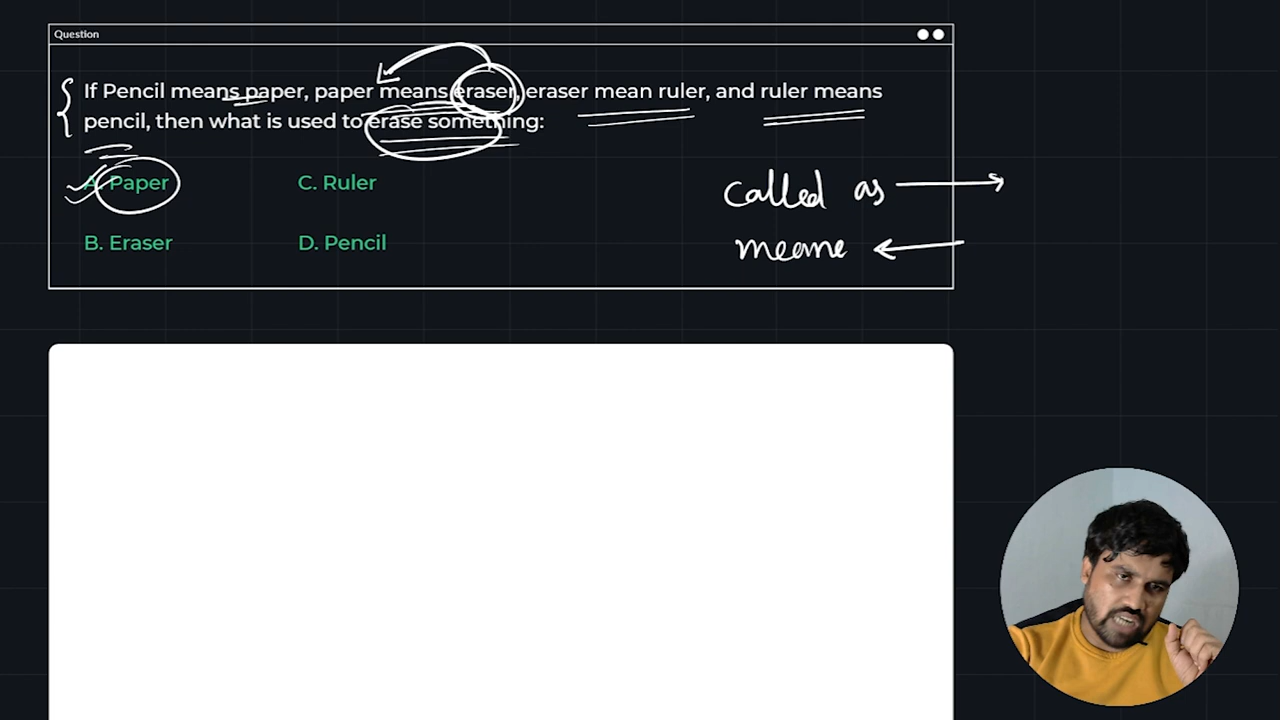 Question
If Pencil means paper, paper means eraser, eraser mean ruler, and ruler means
pencil, then what is used to erase something:
A. Paper
C. Ruler
called as
B. Eraser
D. Pencil
meane